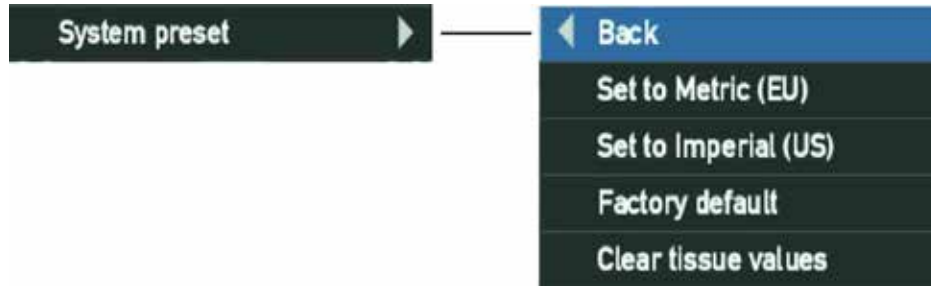 System preset
Back
Set to Metric (EU)
Set to Imperial (US)
Factory default
Clear tissue values